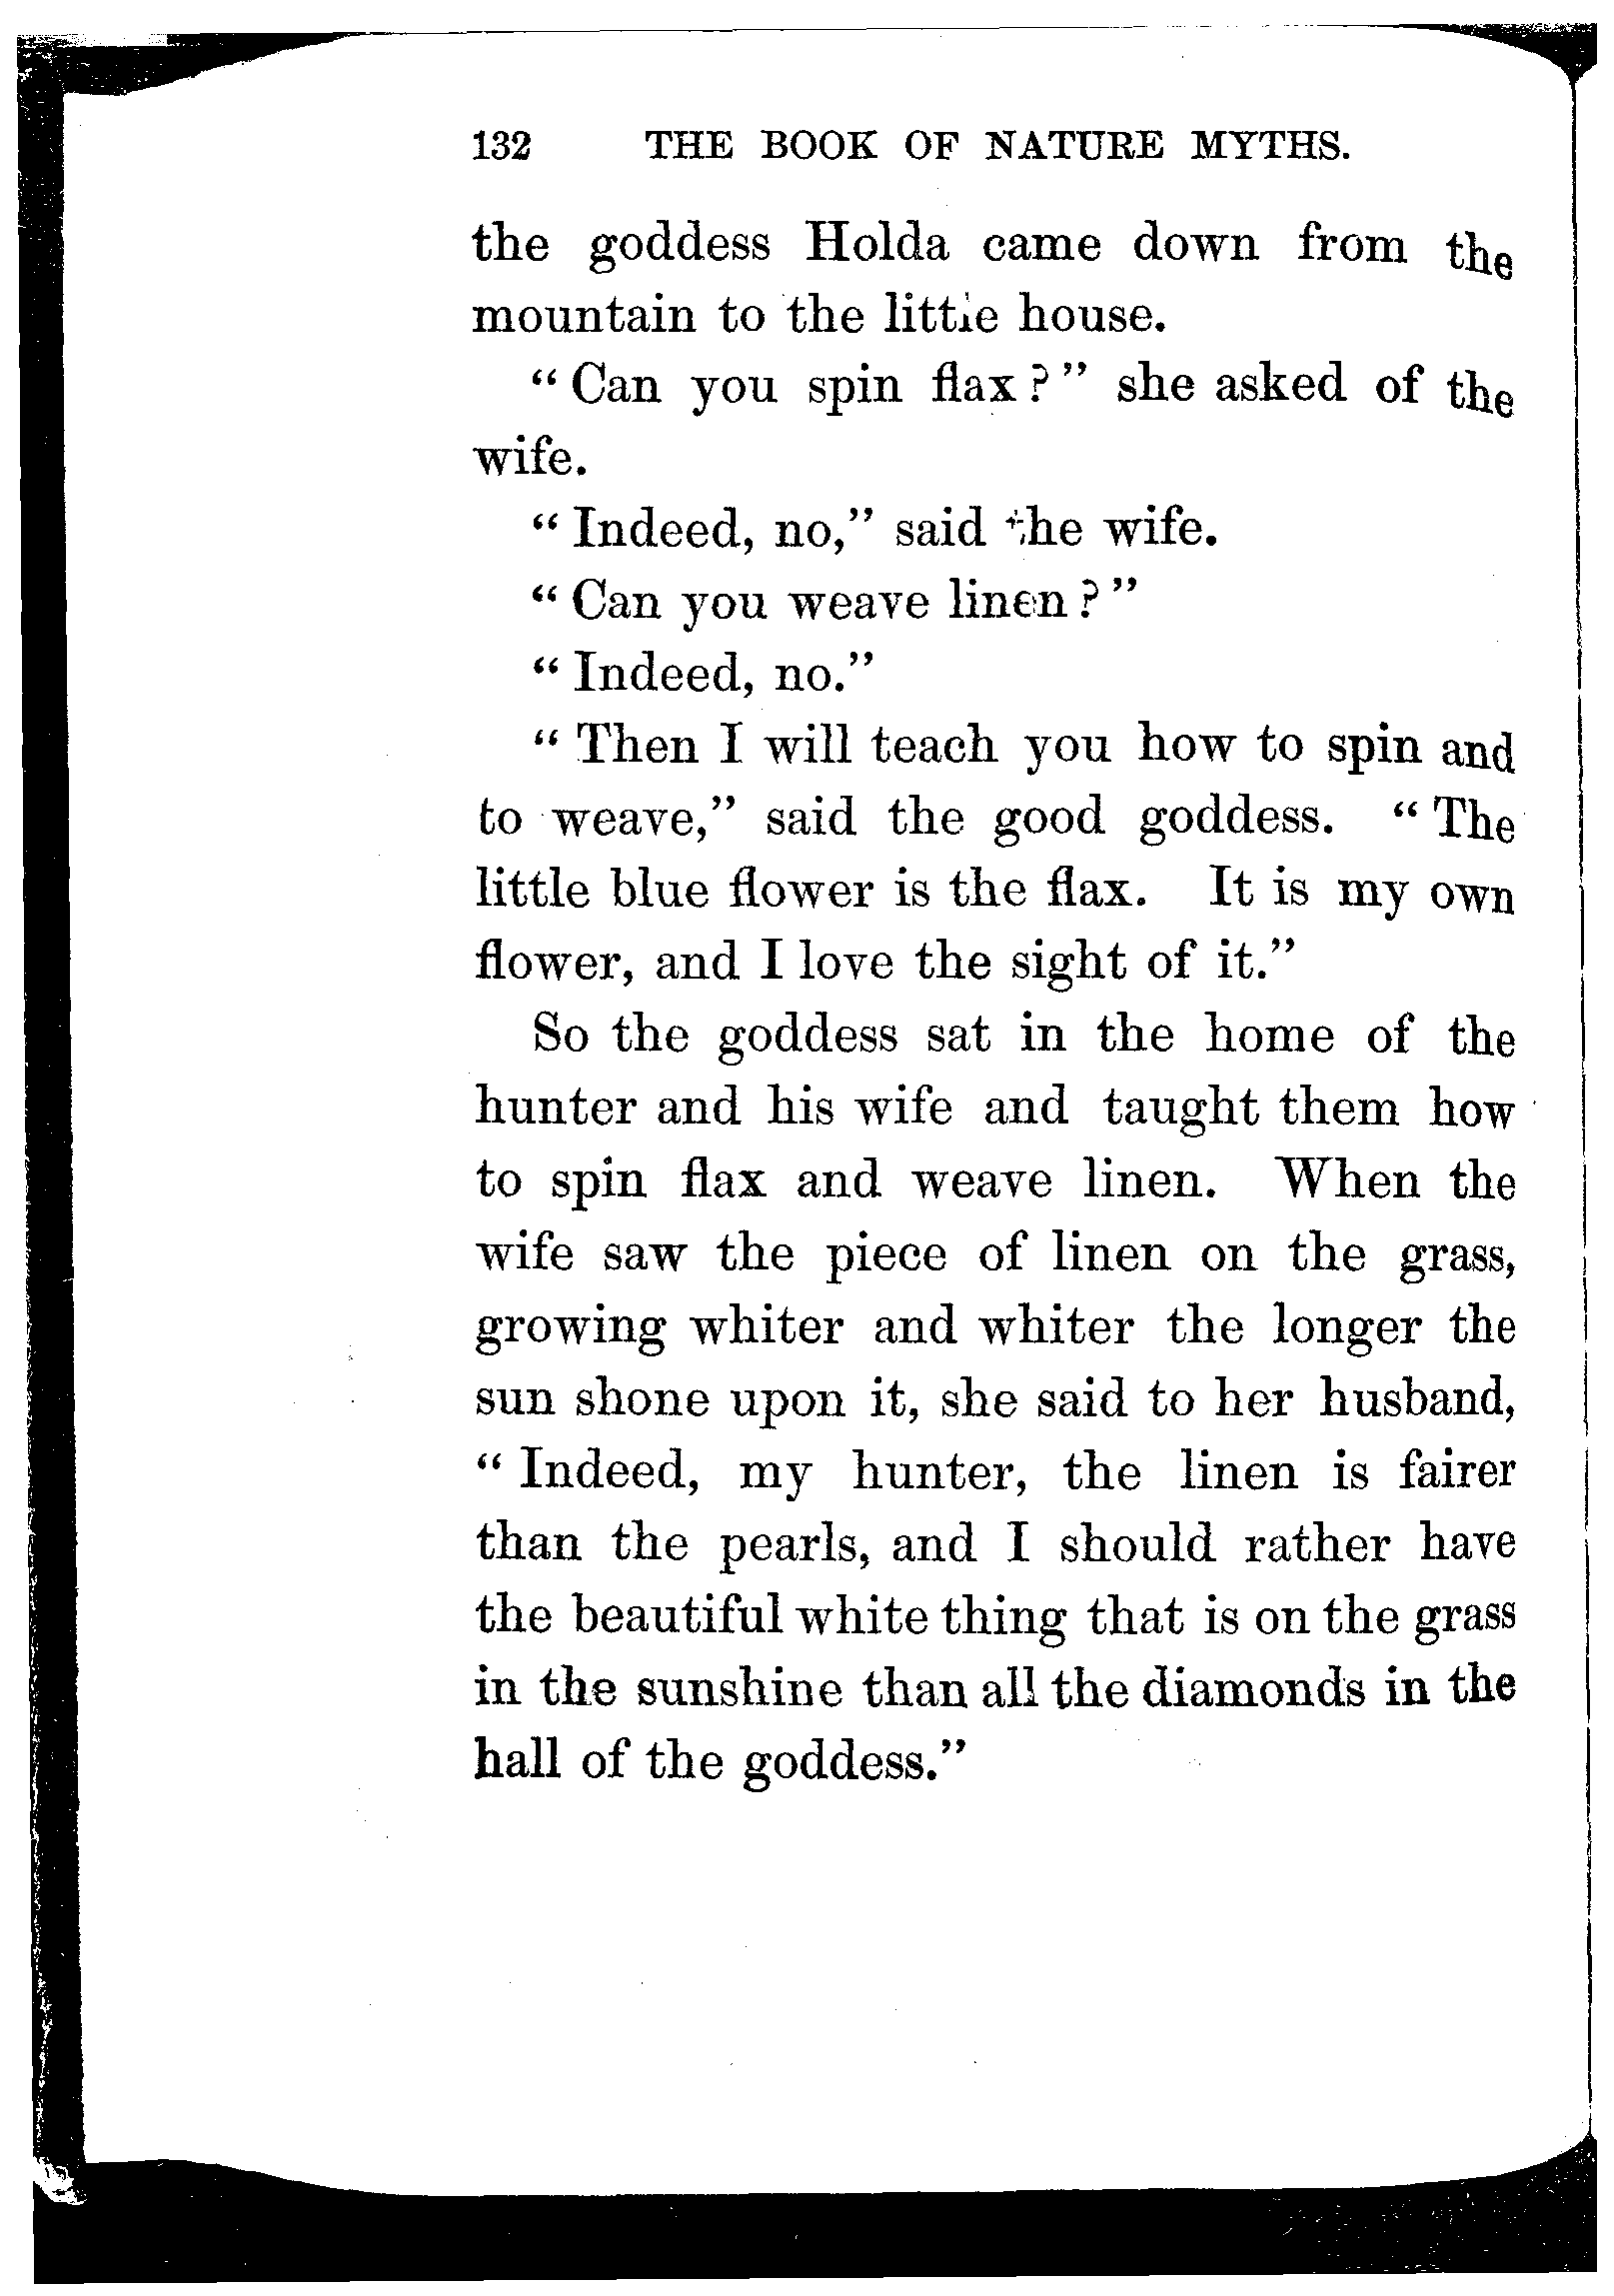 132 THE BOOK OF NATURE MYTHS.
the goddess Holda came down from the
mountain to the little house.
“Can you spin flax?” she asked of the
wife.
“Indeed, no,” said the wife.
“Can you weave linen?”
“Indeed, no.”
“Then I will teach you how to spin and
to weave,” said the good goddess. “The
little blue flower is the flax. It is my own
flower, and I love the sight of it.”
So the goddess sat in the home of the
hunter and his wife and taught them how
to spin flax and weave linen. When the
wife saw the piece of linen on the grass,
growing whiter and whiter the longer the
sun shone upon it, she said to her husband,
“Indeed, my hunter, the linen is fairer
than the pearls, and I should rather have
the beautiful white thing that is on the grass
in the sunshine than all the diamonds in the
hall of the goddess.”